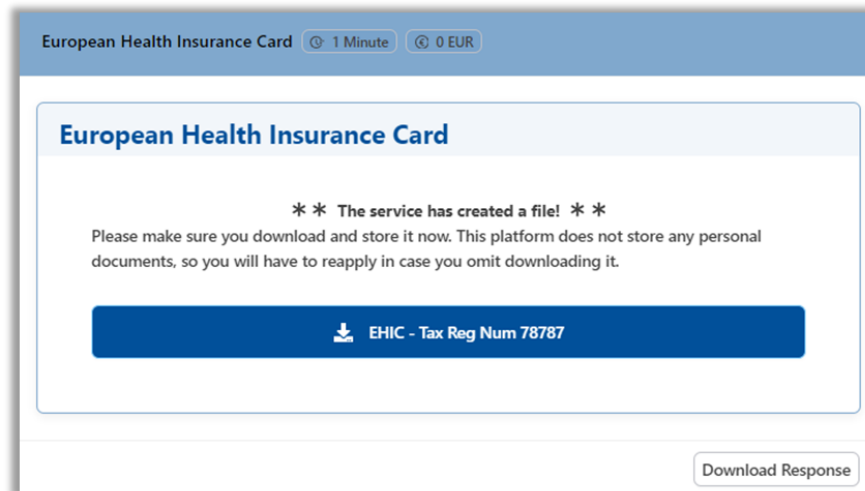 European Health Insurance Card 1 Minute 0 EUR
European Health Insurance Card
** The service has created a file! **
Please make sure you download and store it now. This platform does not store any personal
documents, so you will have to reapply in case you omit downloading it.
EHIC - Tax Reg Num 78787
Download Response